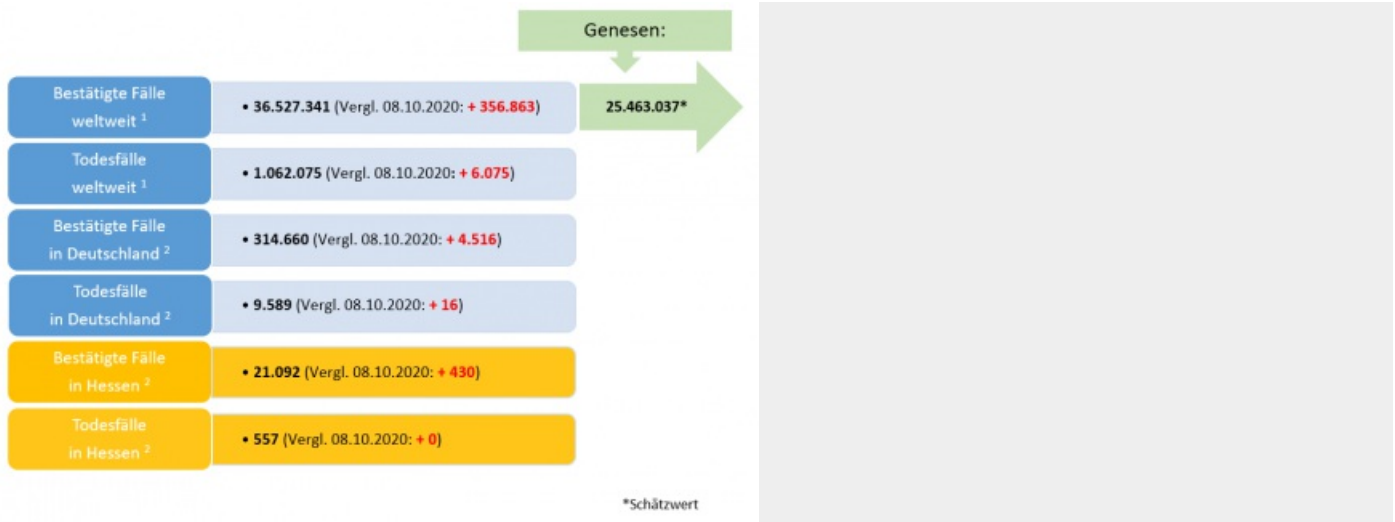 Genesen:
Bestätigte Fälle
weltweit ¹
• 36.527.341 (Vergl. 08.10.2020: + 356.863)
25.463.037*
Todesfälle
weltweit ¹
• 1.062.075 (Vergl. 08.10.2020: + 6.075)
Bestätigte Fälle
in Deutschland ²
• 314.660 (Vergl. 08.10.2020: + 4.516)
Todesfälle
in Deutschland ²
• 9.589 (Vergl. 08.10.2020: + 16)
Bestätigte Fälle
in Hessen ²
• 21.092 (Vergl. 08.10.2020: + 430)
Todesfälle
in Hessen ²
• 557 (Vergl. 08.10.2020: + 0)
*Schätzwert